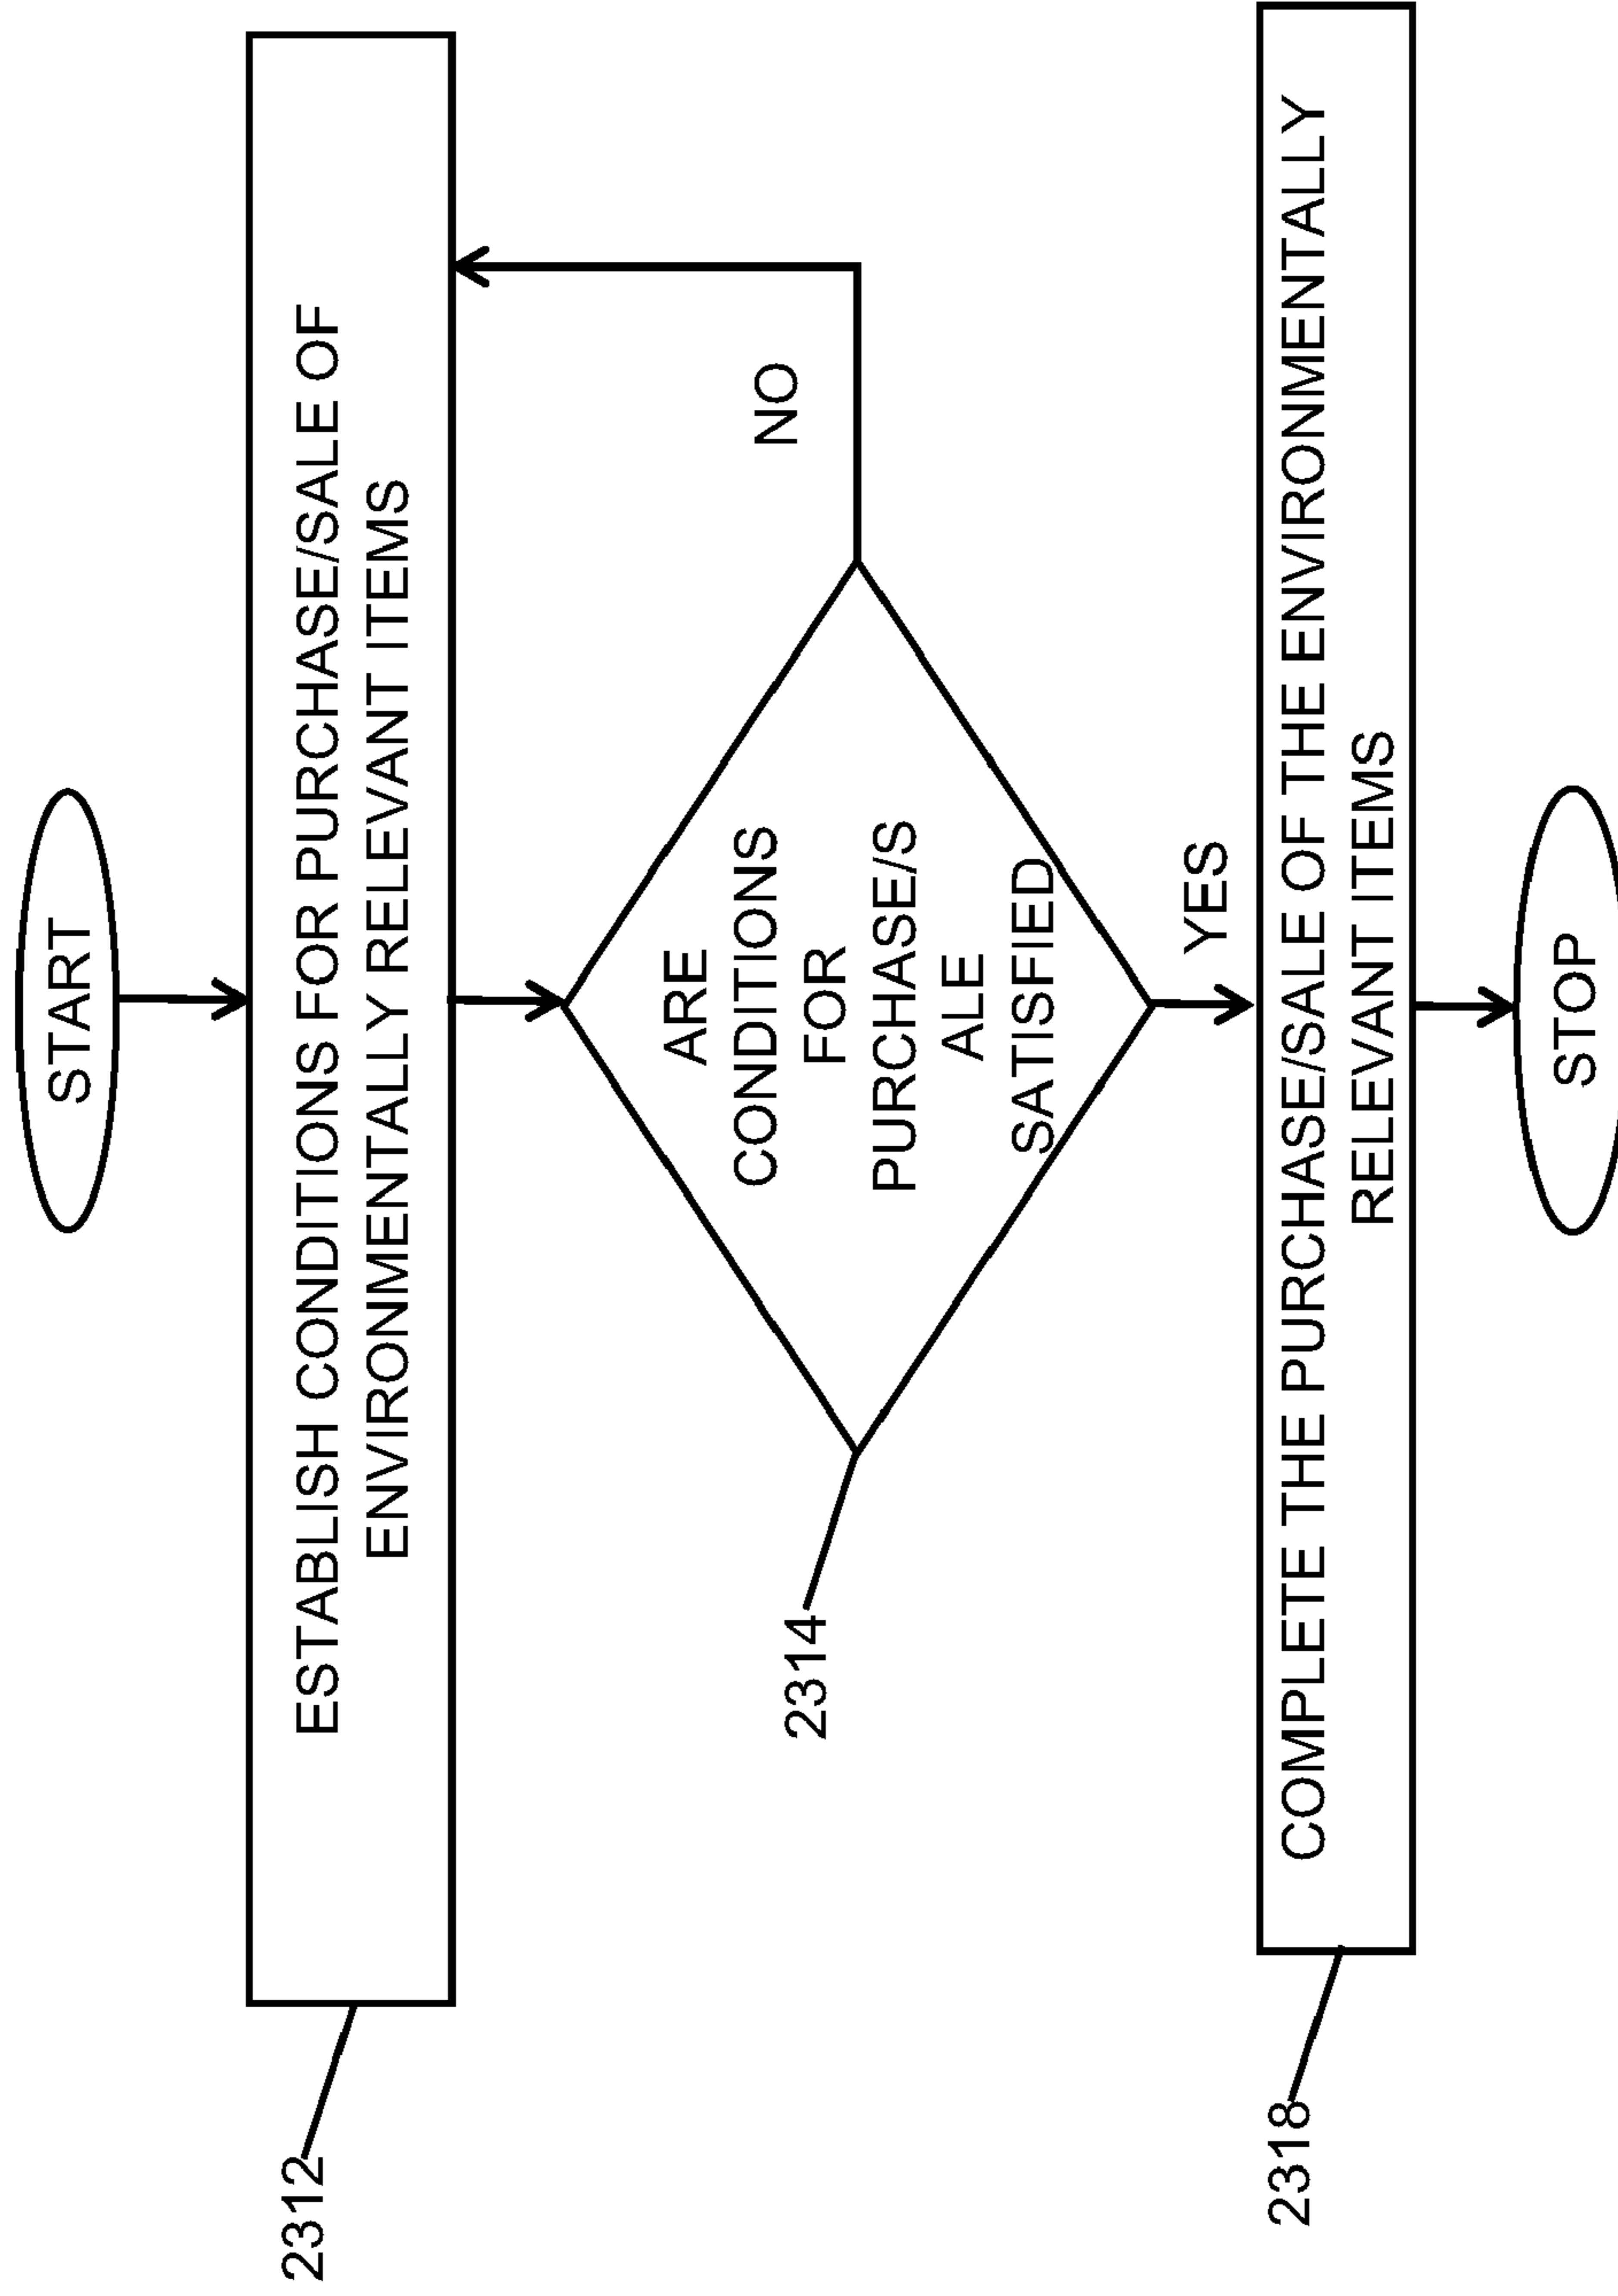 START
ESTABLISH CONDITIONS FOR PURCHASE/SALE OF
ENVIRONMENTALLY RELEVANT ITEMS
2312
ARE
CONDITIONS
FOR
PURCHASE/S
ALE
SATISFIED
NO
2314
YES
COMPLETE THE PURCHASE/SALE OF THE ENVIRONMENTALLY
RELEVANT ITEMS
2318
STOP